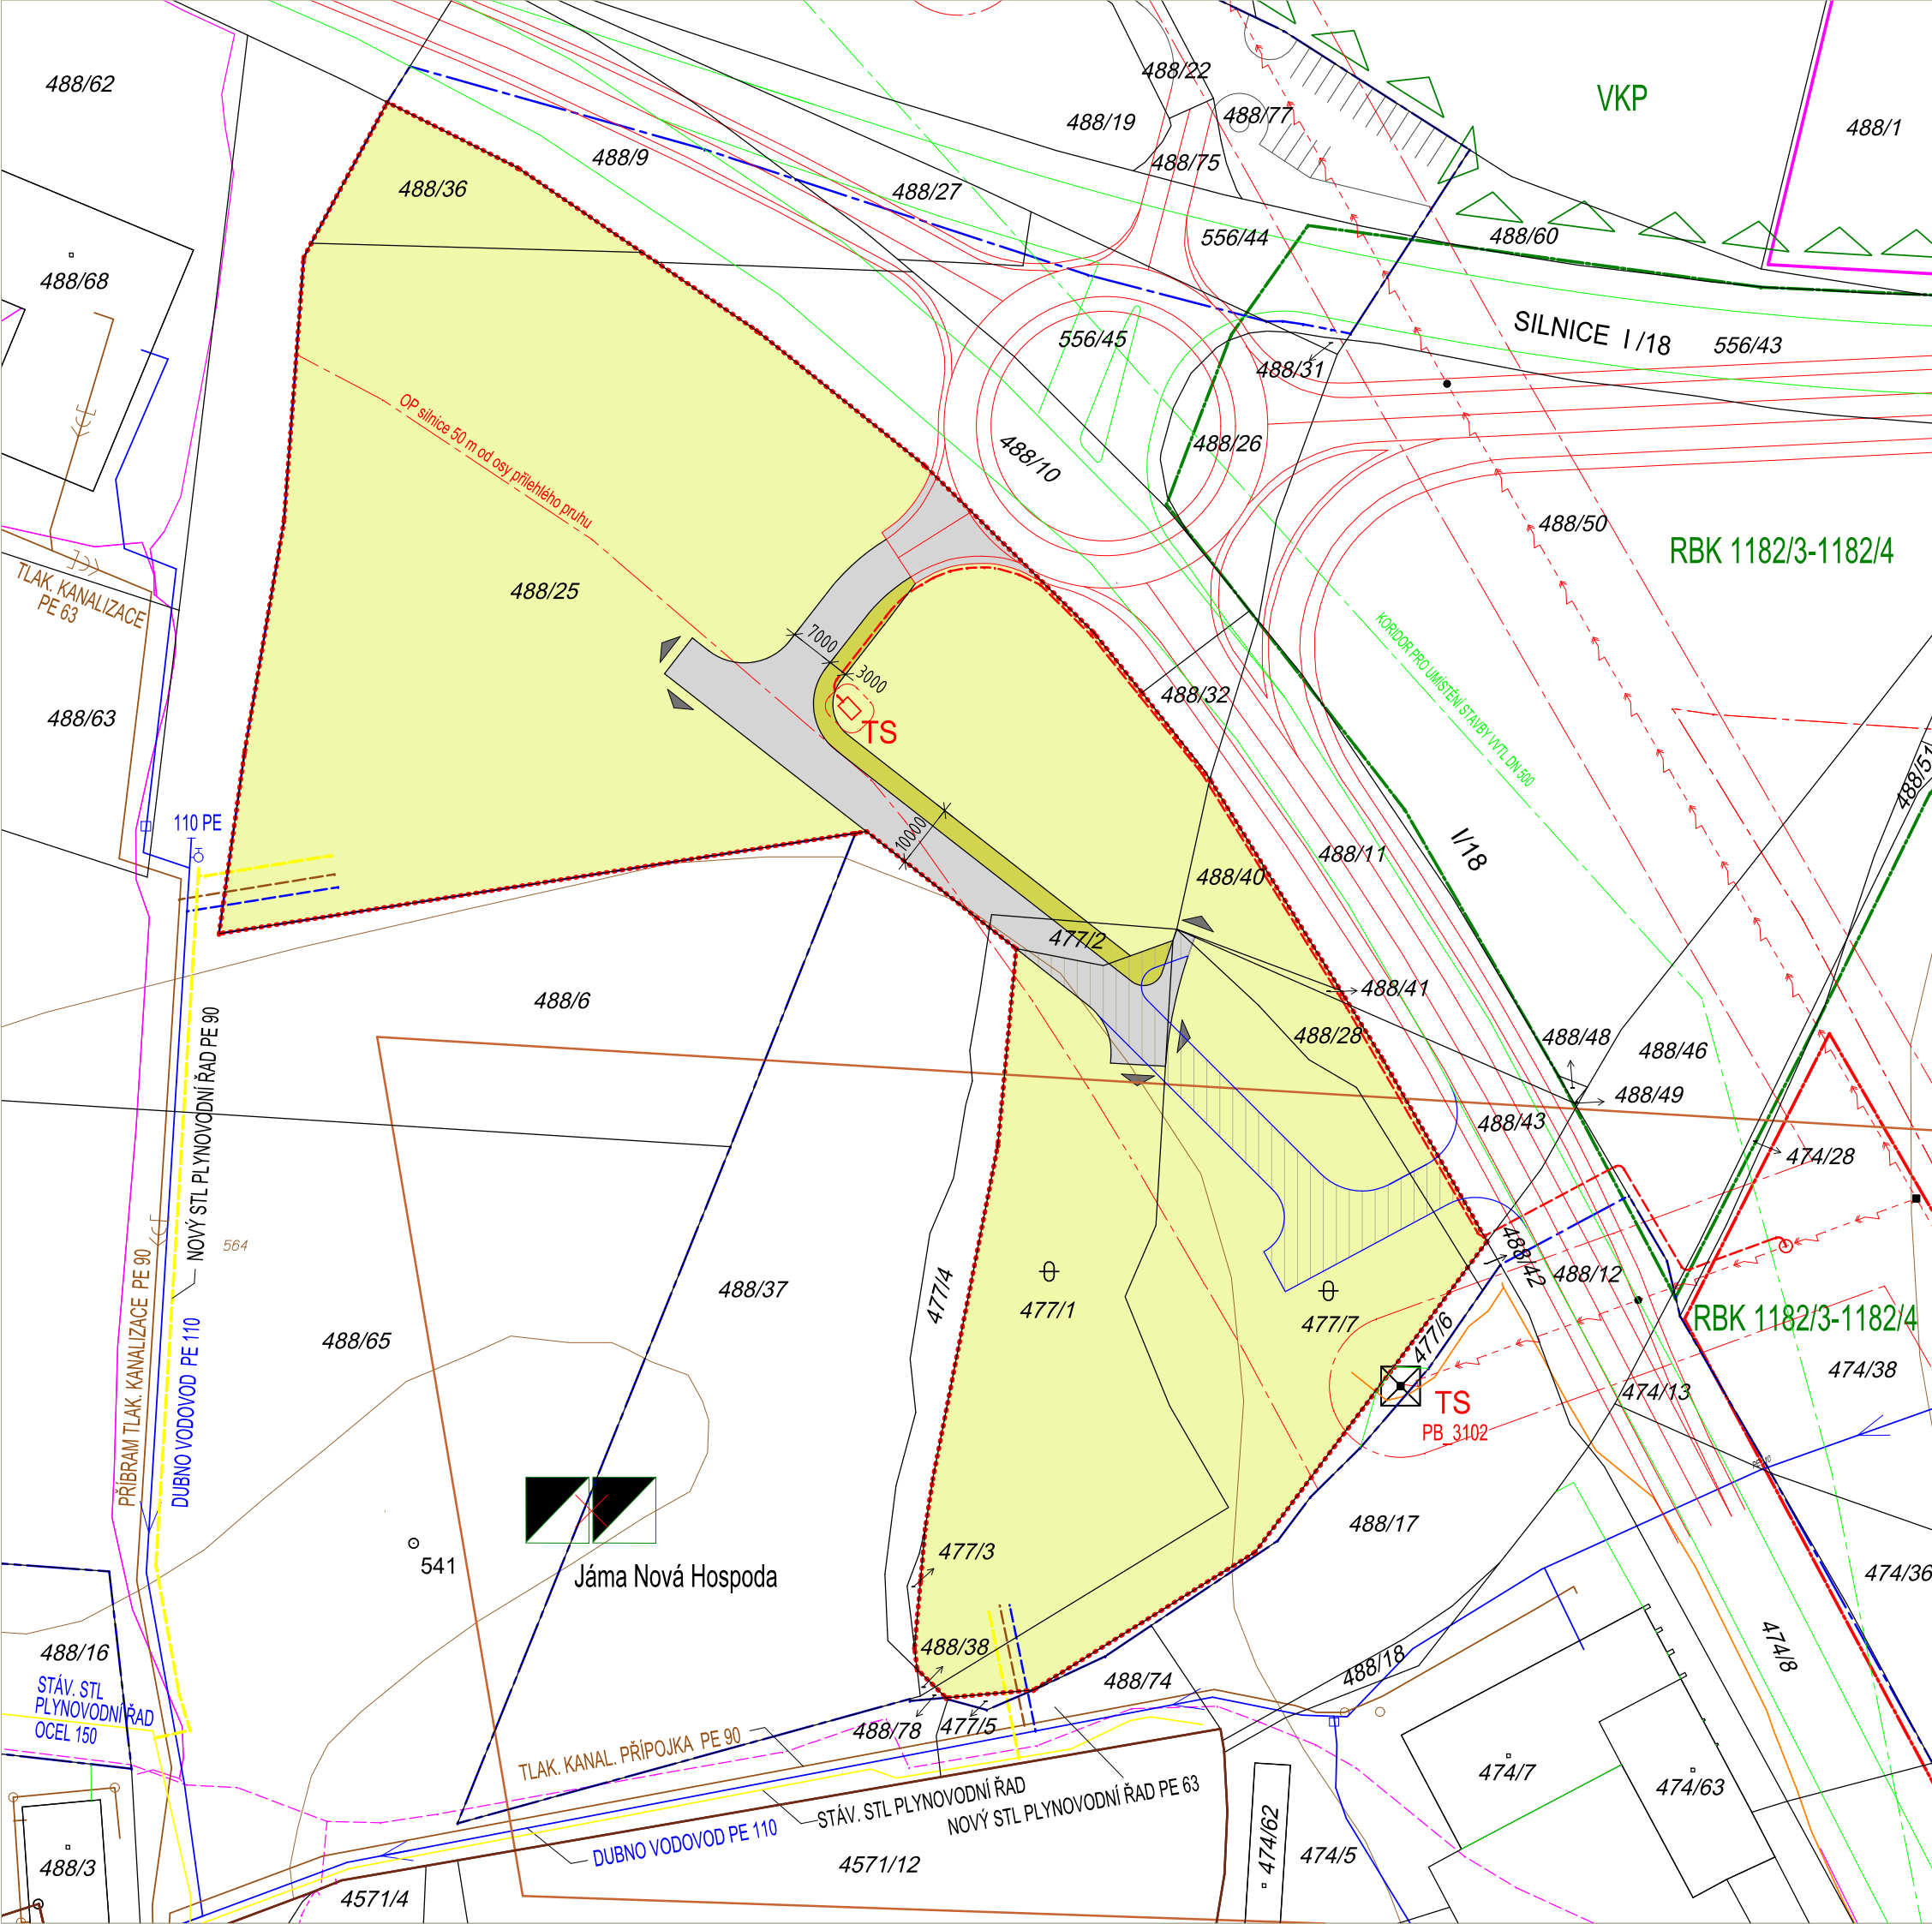 488/62
488/22
VKP
488/19
488/77
488/1
488/9
488/75
488/36
488/27
556/44
488/60
488/68
SILNICE I/18
556/43
556/45
488/31
OP silnice 50 m od osy přilehlého pruhu
488/10
488/26
488/50
RBK 1182/3-1182/4
TLAK. KANALIZACE
PE 63
488/25
7000
3000
KORIDOR PRO UMÍSTĚNÍ STAVBY VVTL DN 500
488/32
488/63
TS
488/51
110 PE
10000
I/18
488/11
488/40
477/2
488/41
488/6
488/28
488/48
488/46
488/49
NOVÝ STL PLYNOVODNÍ ŘAD PE 90
488/43
474/28
564
488/42
488/12
488/37
477/4
477/1
477/7
477/6
RBK 1182/3-1182/4
488/65
PŘÍBRAM TLAK. KANALIZACE PE 90
DUBNO VODOVOD PE 110
474/38
474/13
TS
PB_3102
488/17
541
Jáma Nová Hospoda
477/3
474/36
488/16
488/38
488/18
474/8
STÁV. STL
PLYNOVODNÍ ŘAD
OCEL 150
488/74
488/78
477/5
TLAK. KANAL. PŘÍPOJKA PE 90
STÁV. STL PLYNOVODNÍ ŘAD
NOVÝ STL PLYNOVODNÍ ŘAD PE 63
474/7
474/63
DUBNO VODOVOD PE 110
474/62
474/5
488/3
4571/12
4571/4